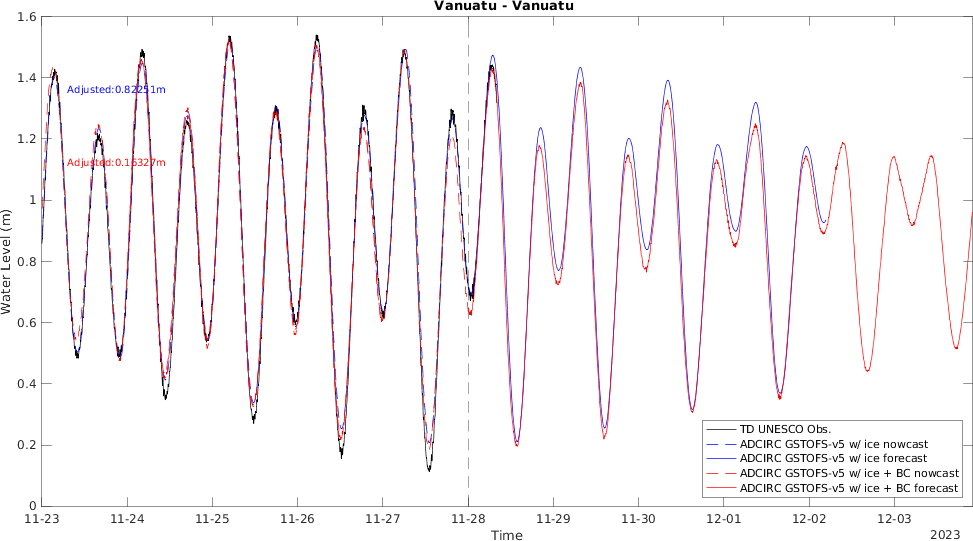 Vanuatu - Vanuatu
1.6
1.4
1.2
1
0.8
0.6
0.4
0.2
0
Water Level (m)
Adjusted:0.82251m
Adjusted:0.16327m
TD UNESCO Obs.
ADCIRC GSTOFS-v5 w/ ice nowcast
ADCIRC GSTOFS-v5 w/ ice forecast
ADCIRC GSTOFS-v5 w/ ice + BC nowcast
ADCIRC GSTOFS-v5 w/ ice + BC forecast
11-23 11-24 11-25 11-26 11-27 11-28 11-29 11-30 12-01 12-02 12-03
Time
2023